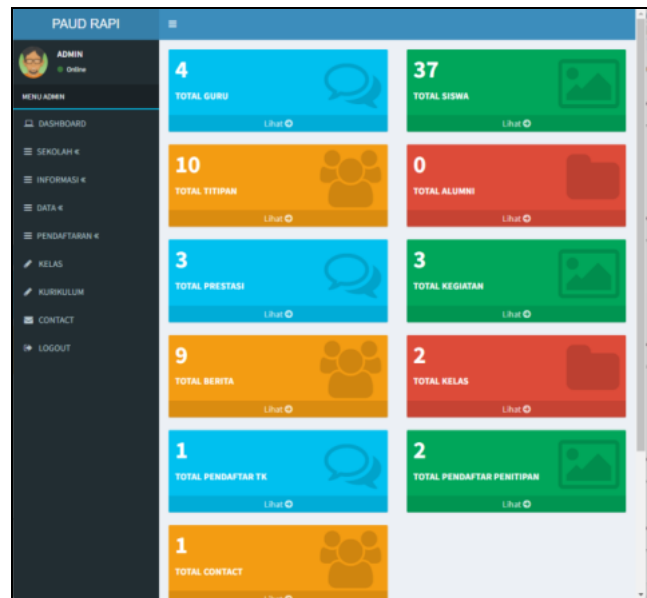 PAUD RAPI
ADMIN
Online
MENU ADMIN
DASHBOARD
SEKOLAH «
INFORMASI «
DATA «
PENDAFTARAN «
KELAS
KURIKULUM
CONTACT
LOGOUT
4
TOTAL GURU
Lihat
37
TOTAL SISWA
Lihat
10
TOTAL TITIPAN
Lihat
0
TOTAL ALUMNI
Lihat
3
TOTAL PRESTASI
Lihat
3
TOTAL KEGIATAN
Lihat
9
TOTAL BERITA
Lihat
2
TOTAL KELAS
Lihat
1
TOTAL PENDAFTAR TK
Lihat
2
TOTAL PENDAFTAR PENITIPAN
Lihat
1
TOTAL CONTACT
Lihat